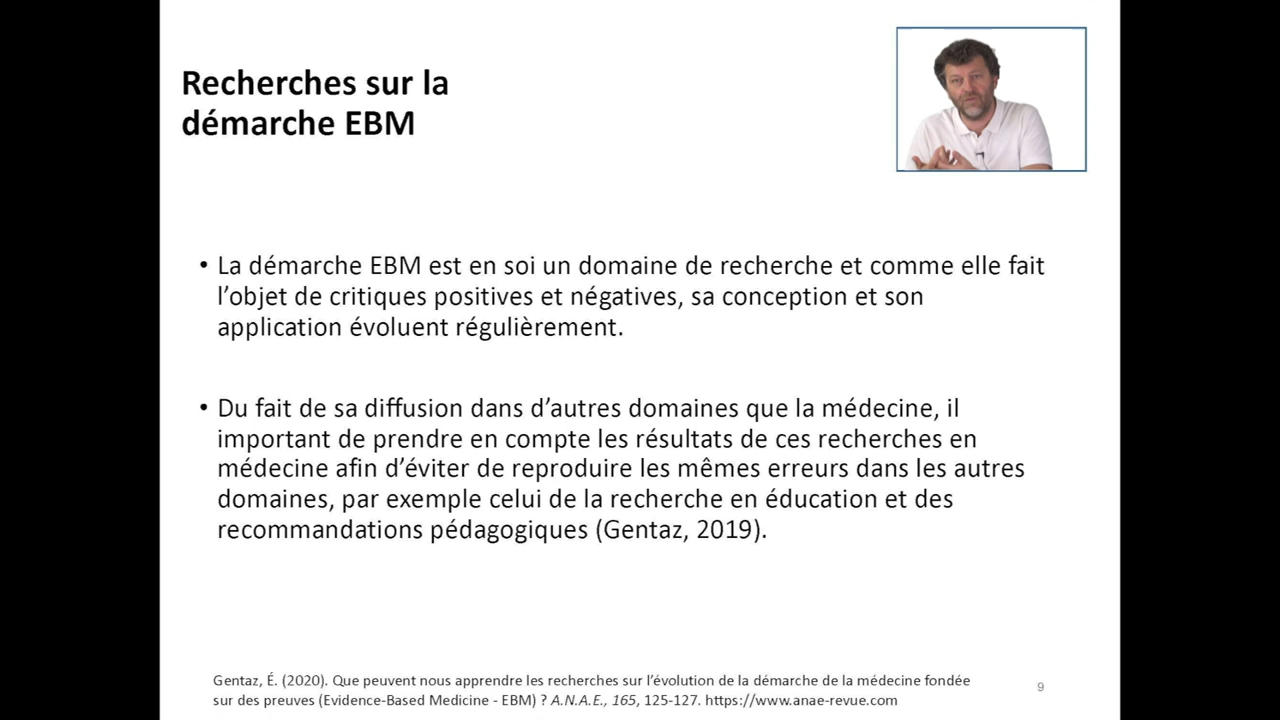 Recherches sur la
démarche EBM
• La démarche EBM est en soi un domaine de recherche et comme elle fait
l’objet de critiques positives et négatives, sa conception et son
application évoluent régulièrement.
• Du fait de sa diffusion dans d’autres domaines que la médecine, il
important de prendre en compte les résultats de ces recherches en
médecine afin d’éviter de reproduire les mêmes erreurs dans les autres
domaines, par exemple celui de la recherche en éducation et des
recommandations pédagogiques (Gentaz, 2019).
Gentaz, É. (2020). Que peuvent nous apprendre les recherches sur l’évolution de la démarche de la médecine fondée
sur des preuves (Evidence-Based Medicine - EBM) ? A.N.A.E., 165, 125-127. https://www.anae-revue.com
9